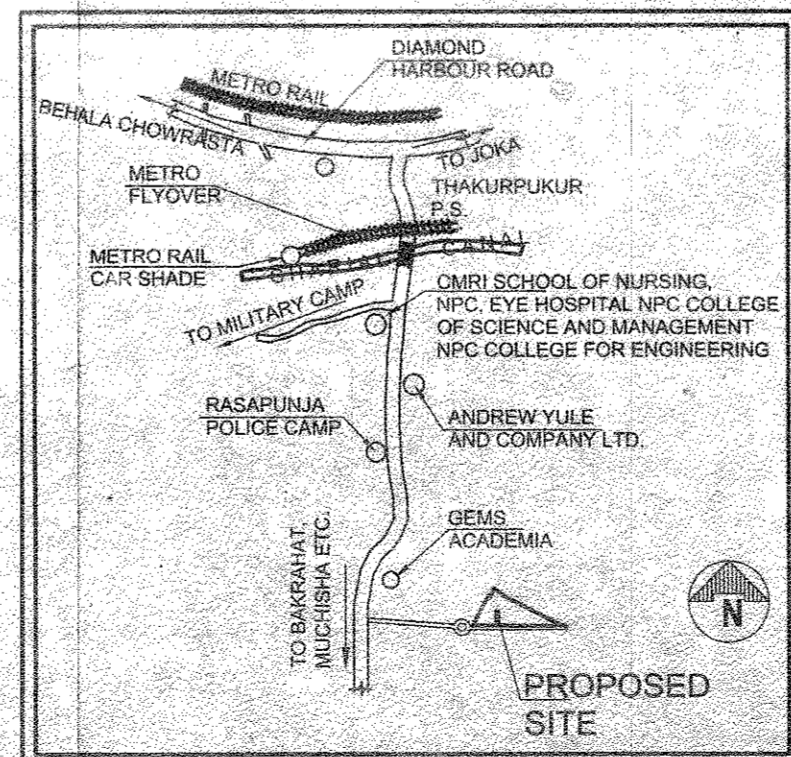 DIAMOND
HARBOUR ROAD
METRO RAIL
BEHALA CHOWRASTA
TO JOKA
METRO
FLYOVER
THAKURPUKUR
P.S.
METRO RAIL
CAR SHADE
CANAL
TO MILITARY CAMP
CMRI SCHOOL OF NURSING,
NPC, EYE HOSPITAL NPC COLLEGE
OF SCIENCE AND MANAGEMENT
NPC COLLEGE FOR ENGINEERING
RASAPUNJA
POLICE CAMP
ANDREW YULE
AND COMPANY LTD.
GEMS
ACADEMIA
TO BAKRAHAT,
MUCHISHA ETC.
N
PROPOSED
SITE